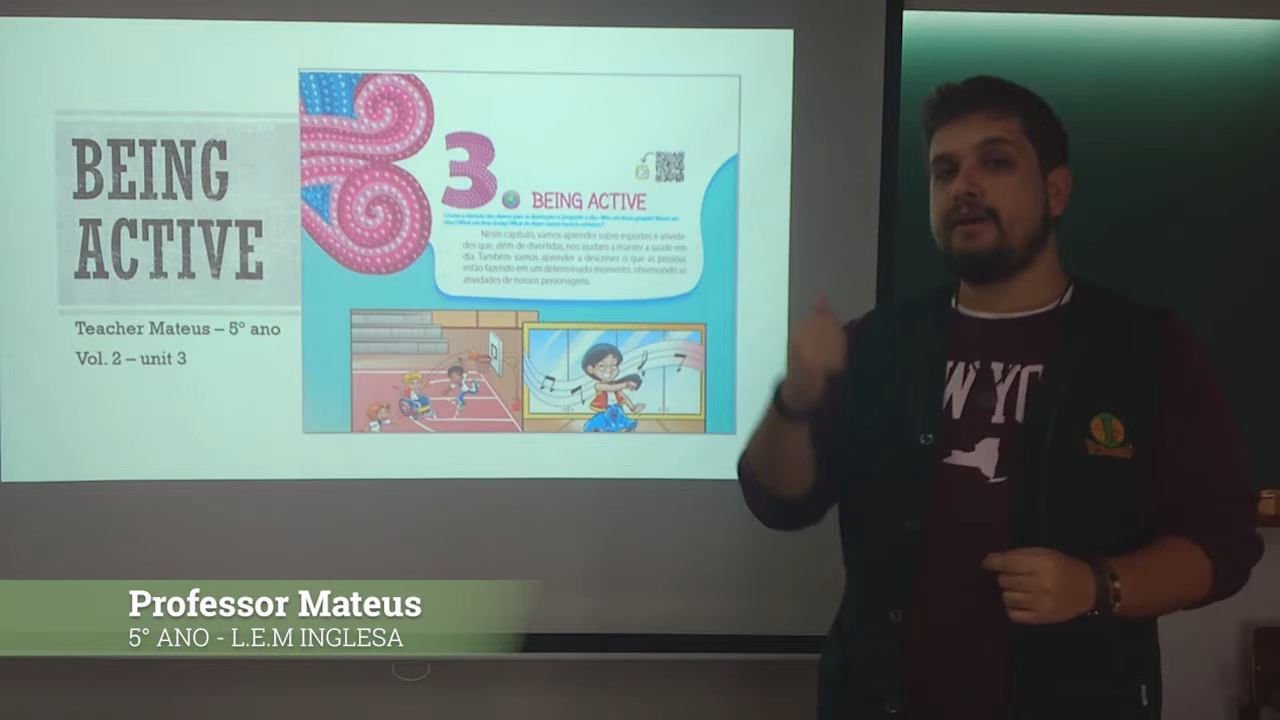 BEING
ACTIVE
Teacher Mateus – 5º ano
Vol. 2 – unit 3
3
BEING ACTIVE
Neste capítulo, vamos aprender sobre esportes e ativida-
des que, além de divertidas, nos ajudam a manter a saúde em
dia. Também vamos aprender a descrever o que as pessoas
estão fazendo em um determinado momento, observando as
atividades de nossos personagens.
W YO
Professor Mateus
5° ANO - L.E.M INGLESA